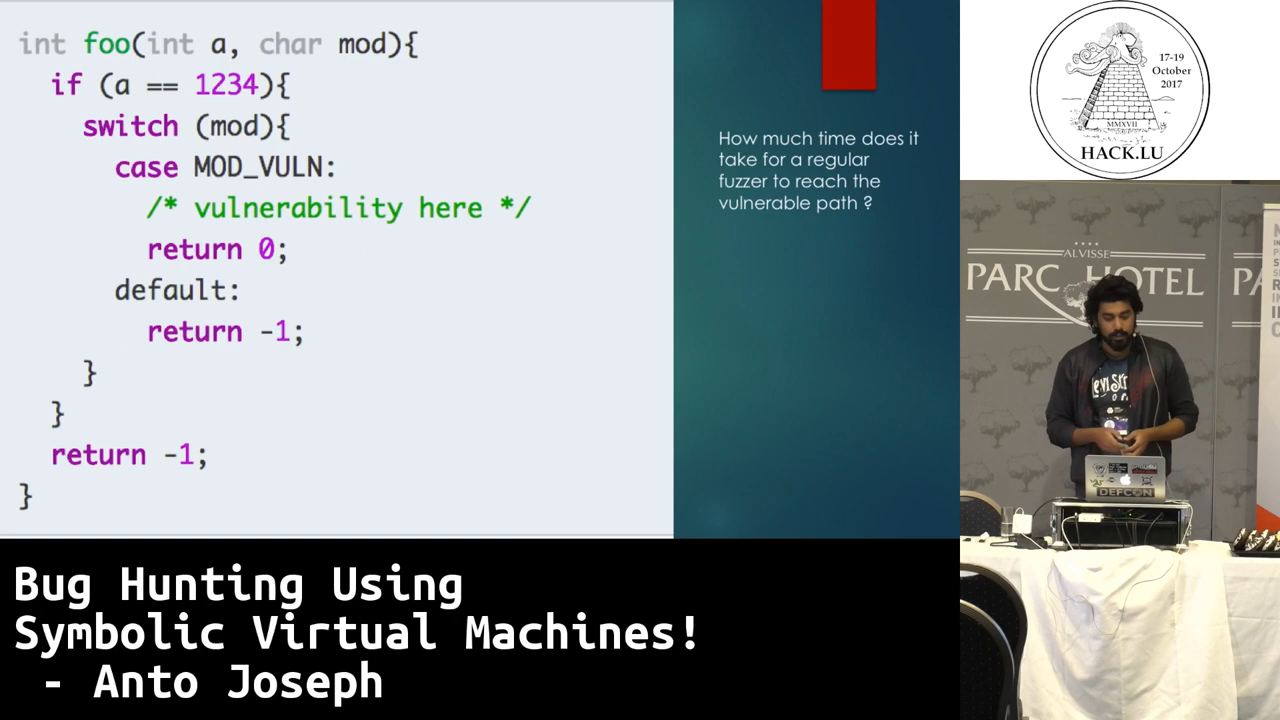 int foo(int a, char mod){
if (a == 1234){
switch (mod){
case MOD_VULN:
/* vulnerability here */
return 0;
default:
return -1;
}
}
return -1;
}
How much time does it
take for a regular
fuzzer to reach the
vulnerable path ?
17-19
October
2017
MMXVII
HACK.LU
ALVISSE
PARC HOTEL
PA
DEFCON
Bug Hunting Using
Symbolic Virtual Machines!
- Anto Joseph